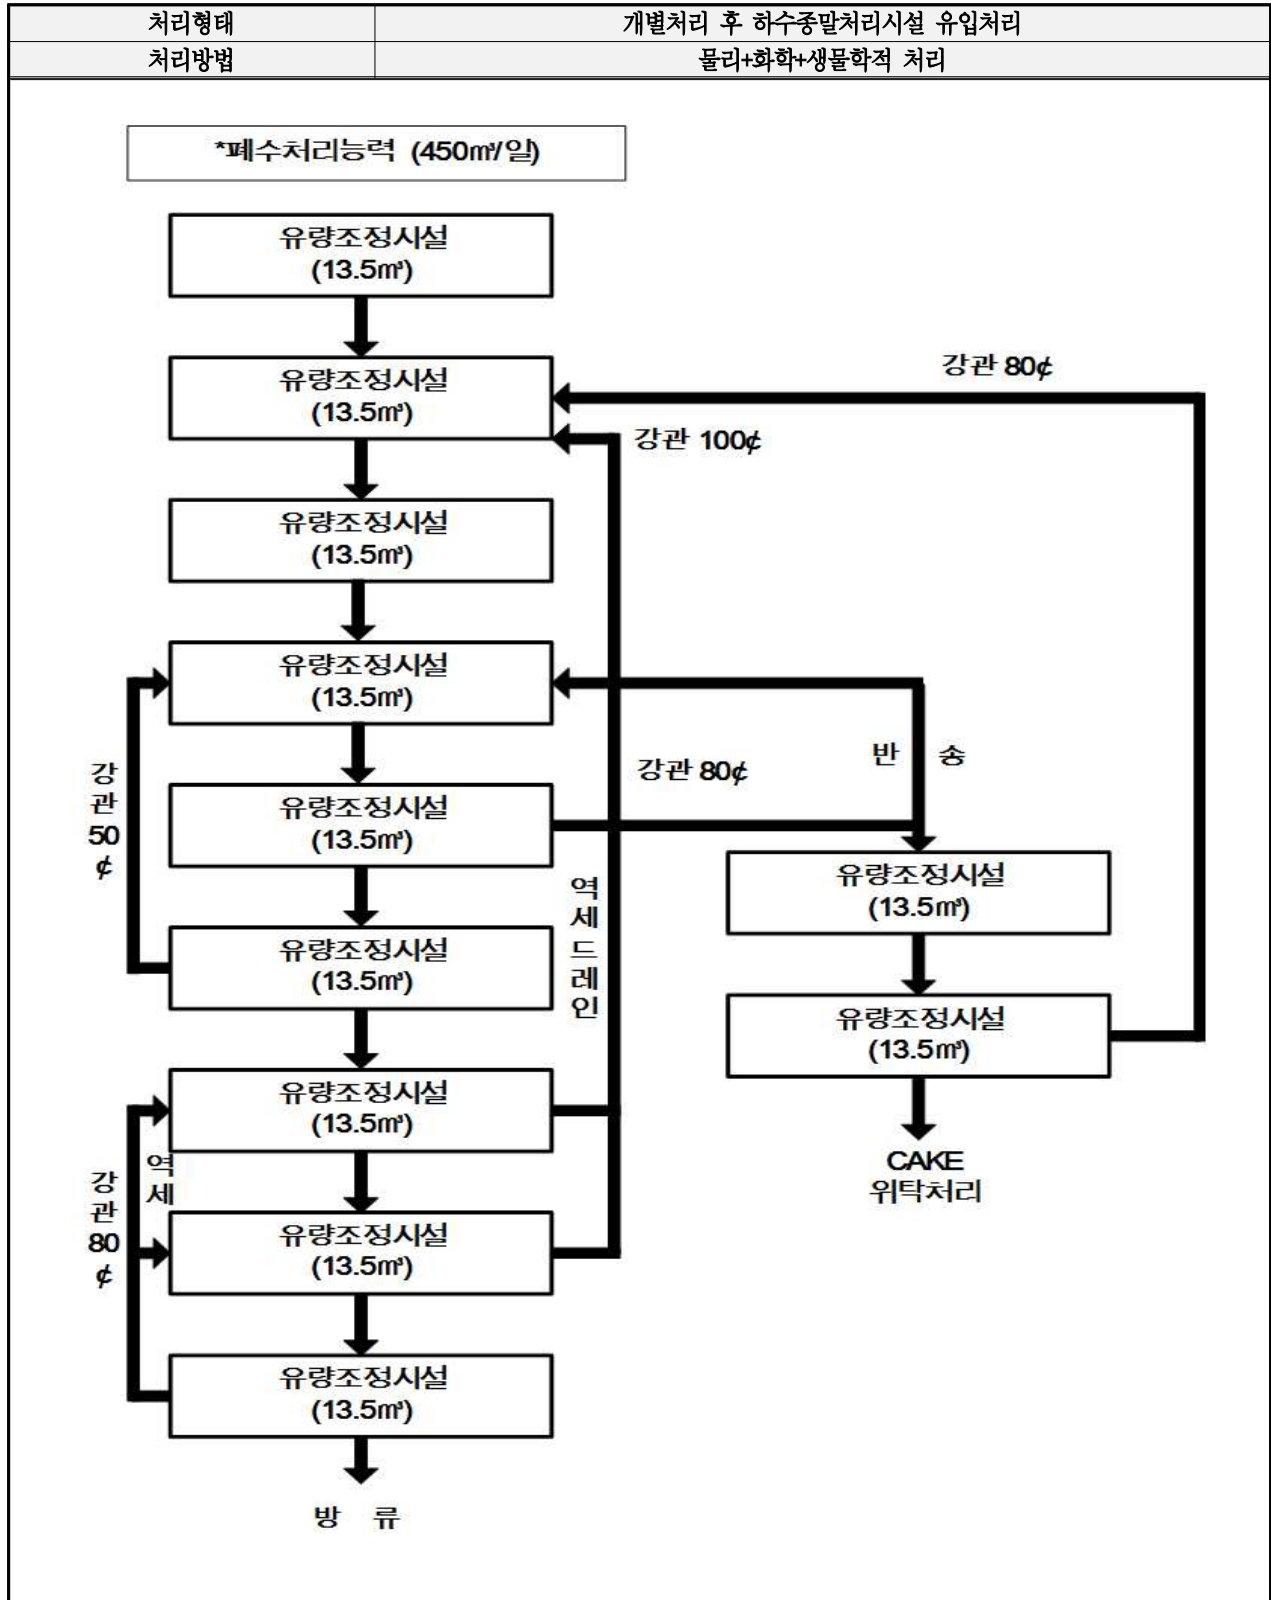 처리형태 개별처리 후 하수종말처리시설 유입처리
처리방법 물리+화학+생물학적 처리
*폐수처리능력 (450㎥/일)
유량조정시설
(13.5㎥)
유량조정시설
(13.5㎥)
강관 80¢
강관 100¢
유량조정시설
(13.5㎥)
유량조정시설
(13.5㎥)
강관 50¢
강관 80¢
반 송
유량조정시설
(13.5㎥)
유량조정시설
(13.5㎥)
역세드레인
유량조정시설
(13.5㎥)
유량조정시설
(13.5㎥)
유량조정시설
(13.5㎥)
CAKE
위탁처리
강관 80¢
역세
유량조정시설
(13.5㎥)
유량조정시설
(13.5㎥)
방 류